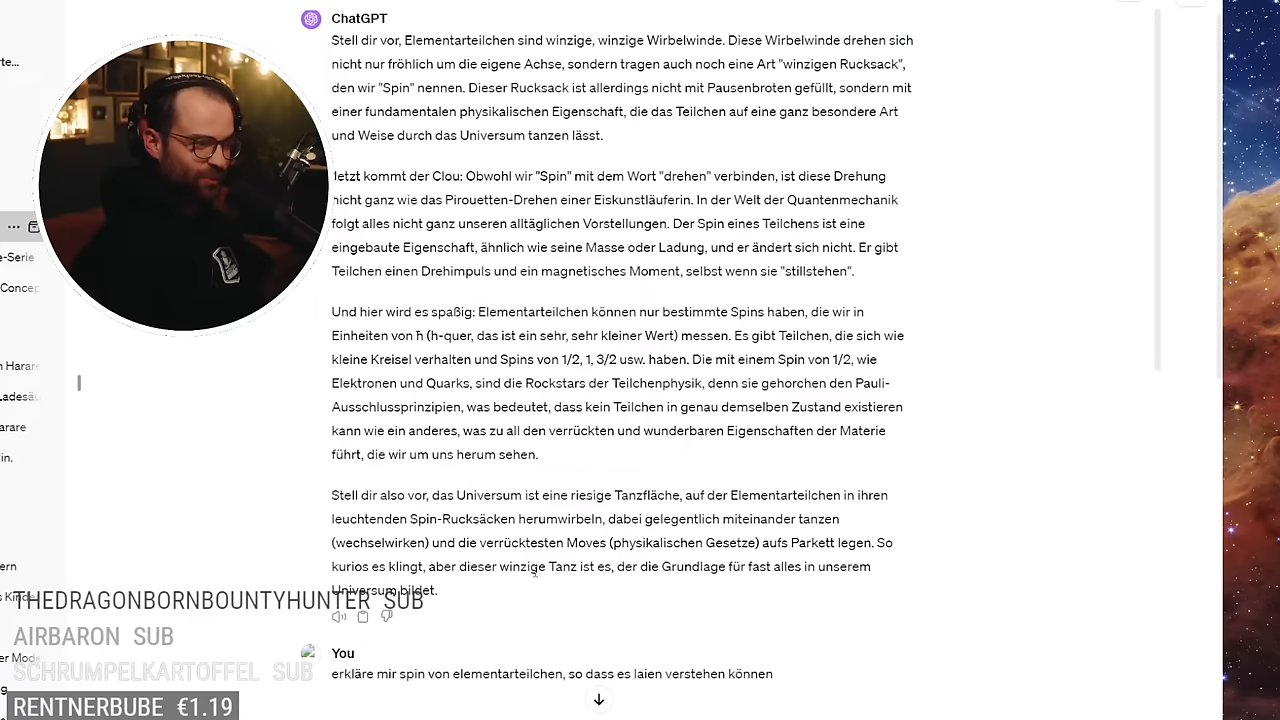 ChatGPT
Stell dir vor, Elementarteilchen sind winzige, winzige Wirbelwinde. Diese Wirbelwinde drehen sich
nicht nur fröhlich um die eigene Achse, sondern tragen auch noch eine Art "winzigen Rucksack",
den wir "Spin" nennen. Dieser Rucksack ist allerdings nicht mit Pausenbroten gefüllt, sondern mit
einer fundamentalen physikalischen Eigenschaft, die das Teilchen auf eine ganz besondere Art
und Weise durch das Universum tanzen lässt.
Jetzt kommt der Clou: Obwohl wir "Spin" mit dem Wort "drehen" verbinden, ist diese Drehung
nicht ganz wie das Pirouetten-Drehen einer Eiskunstläuferin. In der Welt der Quantenmechanik
folgt alles nicht ganz unseren alltäglichen Vorstellungen. Der Spin eines Teilchens ist eine
eingebaute Eigenschaft, ähnlich wie seine Masse oder Ladung, und er ändert sich nicht. Er gibt
Teilchen einen Drehimpuls und ein magnetisches Moment, selbst wenn sie "stillstehen".
Und hier wird es spaßig: Elementarteilchen können nur bestimmte Spins haben, die wir in
Einheiten von ħ (h-quer, das ist ein sehr, sehr kleiner Wert) messen. Es gibt Teilchen, die sich wie
kleine Kreisel verhalten und Spins von 1/2, 1, 3/2 usw. haben. Die mit einem Spin von 1/2, wie
Elektronen und Quarks, sind die Rockstars der Teilchenphysik, denn sie gehorchen den Pauli-
Ausschlussprinzipien, was bedeutet, dass kein Teilchen in genau demselben Zustand existieren
kann wie ein anderes, was zu all den verrückten und wunderbaren Eigenschaften der Materie
führt, die wir um uns herum sehen.
Stell dir also vor, das Universum ist eine riesige Tanzfläche, auf der Elementarteilchen in ihren
leuchtenden Spin-Rucksäcken herumwirbeln, dabei gelegentlich miteinander tanzen
(wechselwirken) und die verrücktesten Moves (physikalischen Gesetze) aufs Parkett legen. So
kurios es klingt, aber dieser winzige Tanz ist es, der die Grundlage für fast alles in unserem
Universum bildet.
You
erkläre mir spin von elementarteilchen, so dass es laien verstehen können
rte...
e-Serie
Concep
n Harare
Ladesäu
arare
in.
ern
s Kind
er Mode
THEDRAGONBORNBOUNTYHUNTER SUB
AIRBARON SUB
SCHRUMPELKARTOFFEL SUB
RENTNERBUBE €1.19